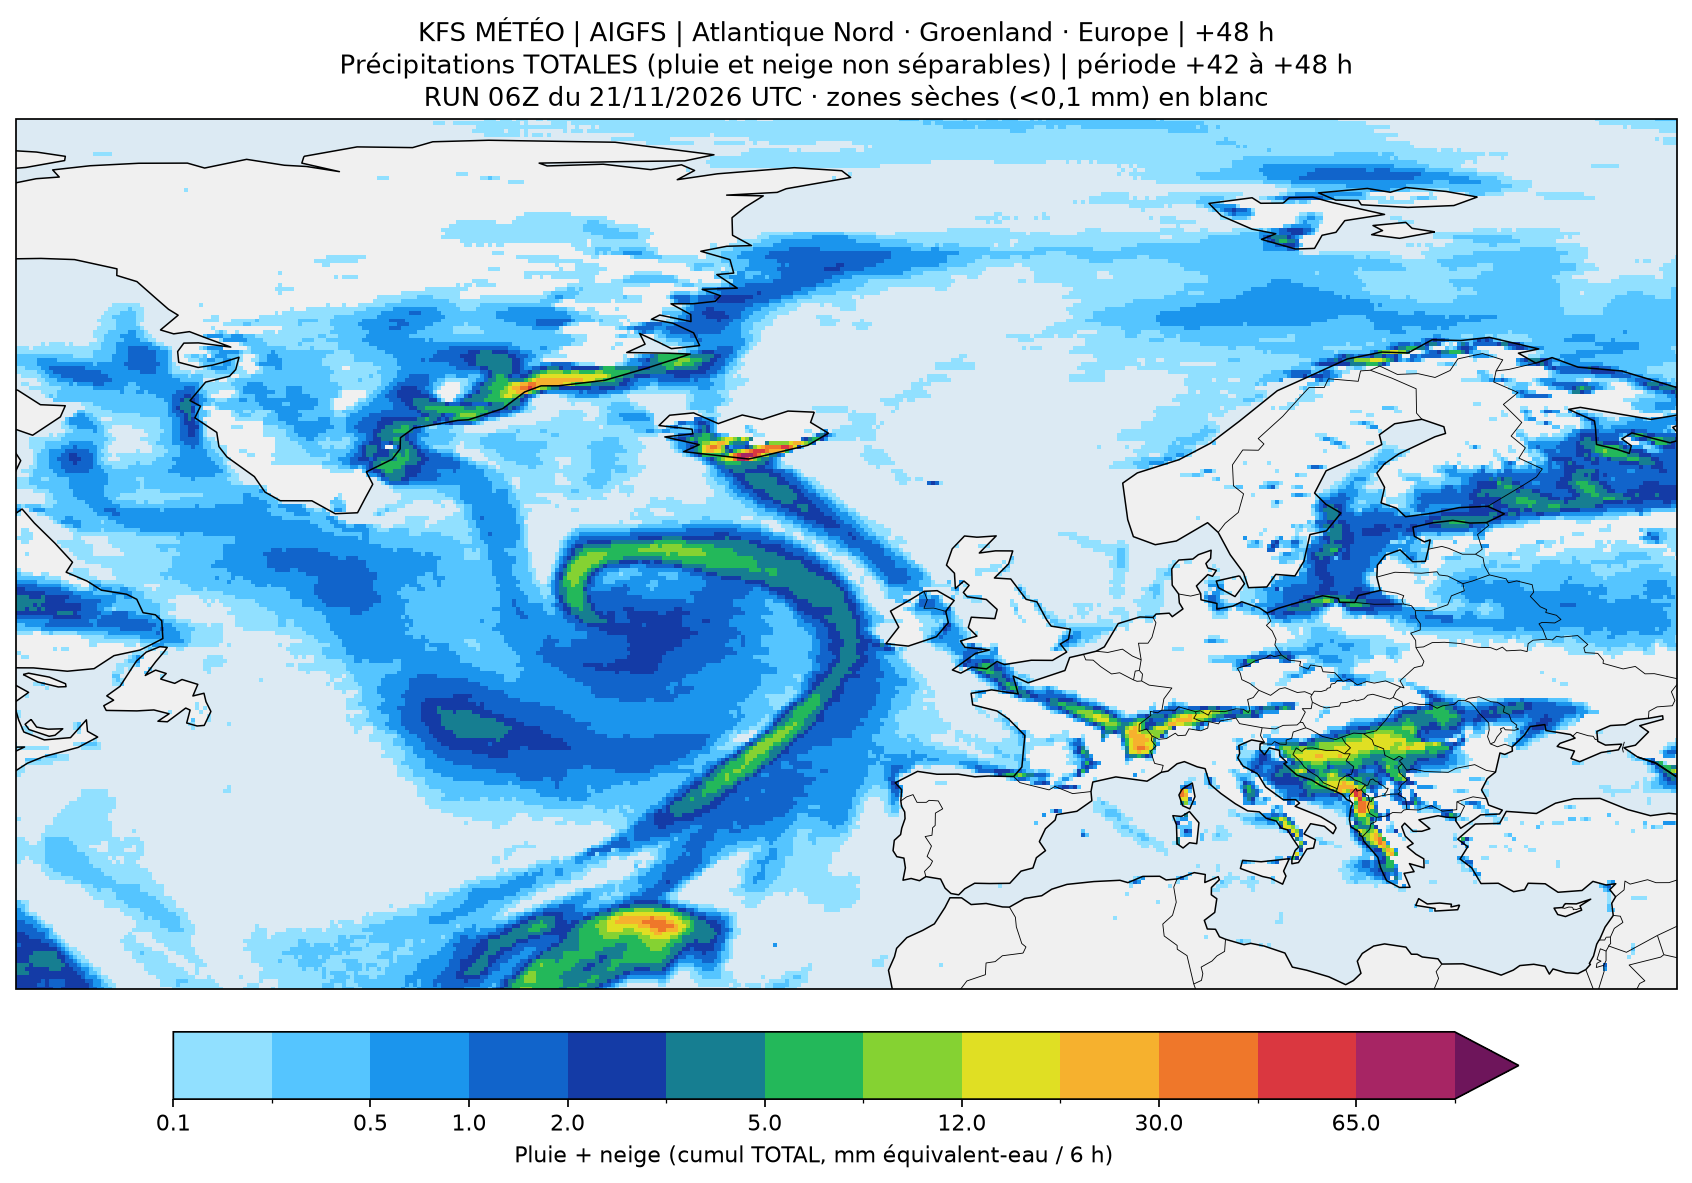 KFS MÉTÉO | AIGFS | Atlantique Nord · Groenland · Europe | +48 h
Précipitations TOTALES (pluie et neige non séparables) | période +42 à +48 h
RUN 06Z du 21/11/2026 UTC · zones sèches (<0,1 mm) en blanc
0.1 0.5 1.0 2.0 5.0 12.0 30.0 65.0
Pluie + neige (cumul TOTAL, mm équivalent-eau / 6 h)